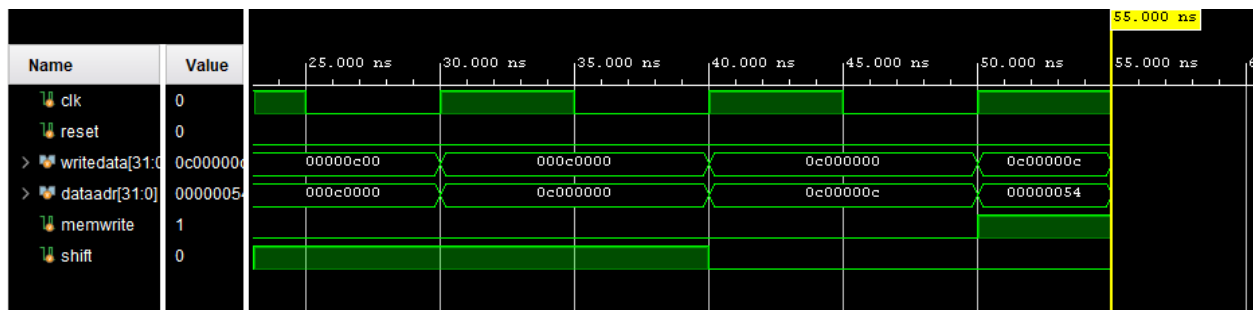 55.000 ns
Name Value 25.000 ns 30.000 ns 35.000 ns 40.000 ns 45.000 ns 50.000 ns 55.000 ns
clk 0
reset 0
writedata[31:0 0c00000c 00000c00 000c0000 0c000000 0c00000c
dataadr[31:0] 00000054 000c0000 0c000000 0c00000c 00000054
memwrite 1
shift 0